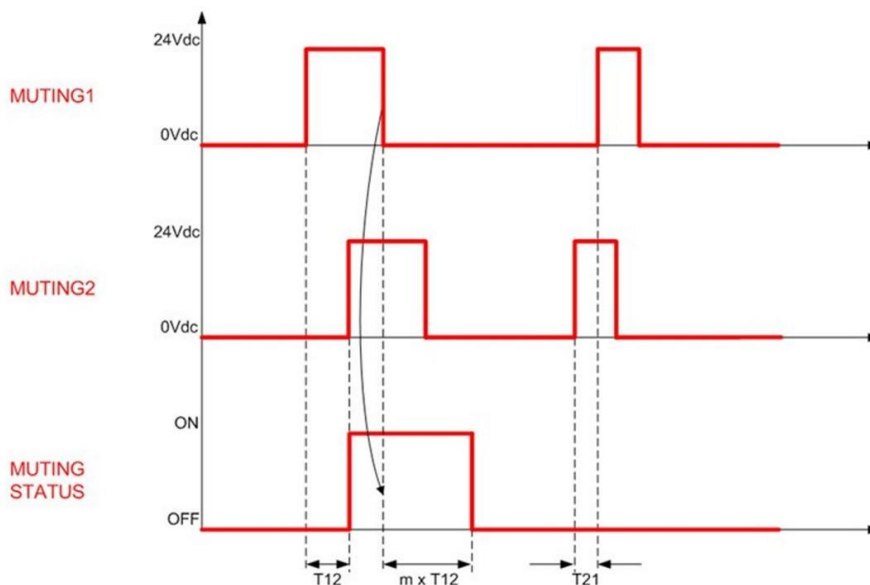 24Vdc
MUTING1
0Vdc
24Vdc
MUTING2
0Vdc
ON
MUTING
STATUS
OFF
T12
m x T12
T21